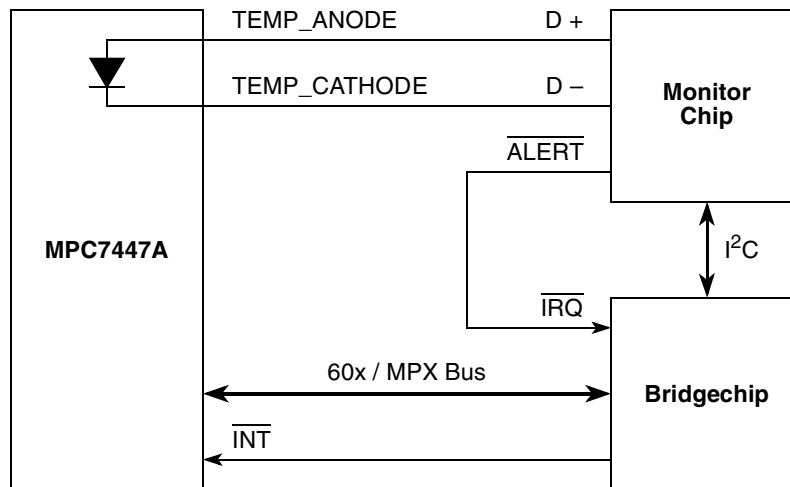 TEMP_ANODE D +
TEMP_CATHODE D –
Monitor
Chip
ALERT
MPC7447A
I²C
IRQ
60x / MPX Bus
Bridgechip
INT